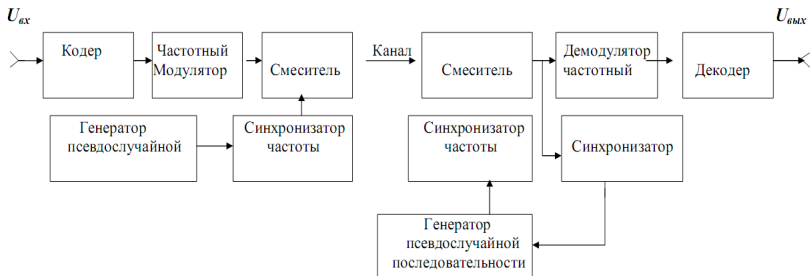 Uвх
Uвых
Кодер
Частотный
Модулятор
Смеситель
Канал
Смеситель
Демодулятор
частотный
Декодер
Генератор
псевдослучайной
Синхронизатор
частоты
Синхронизатор
частоты
Синхронизатор
Генератор
псевдослучайной
последовательности